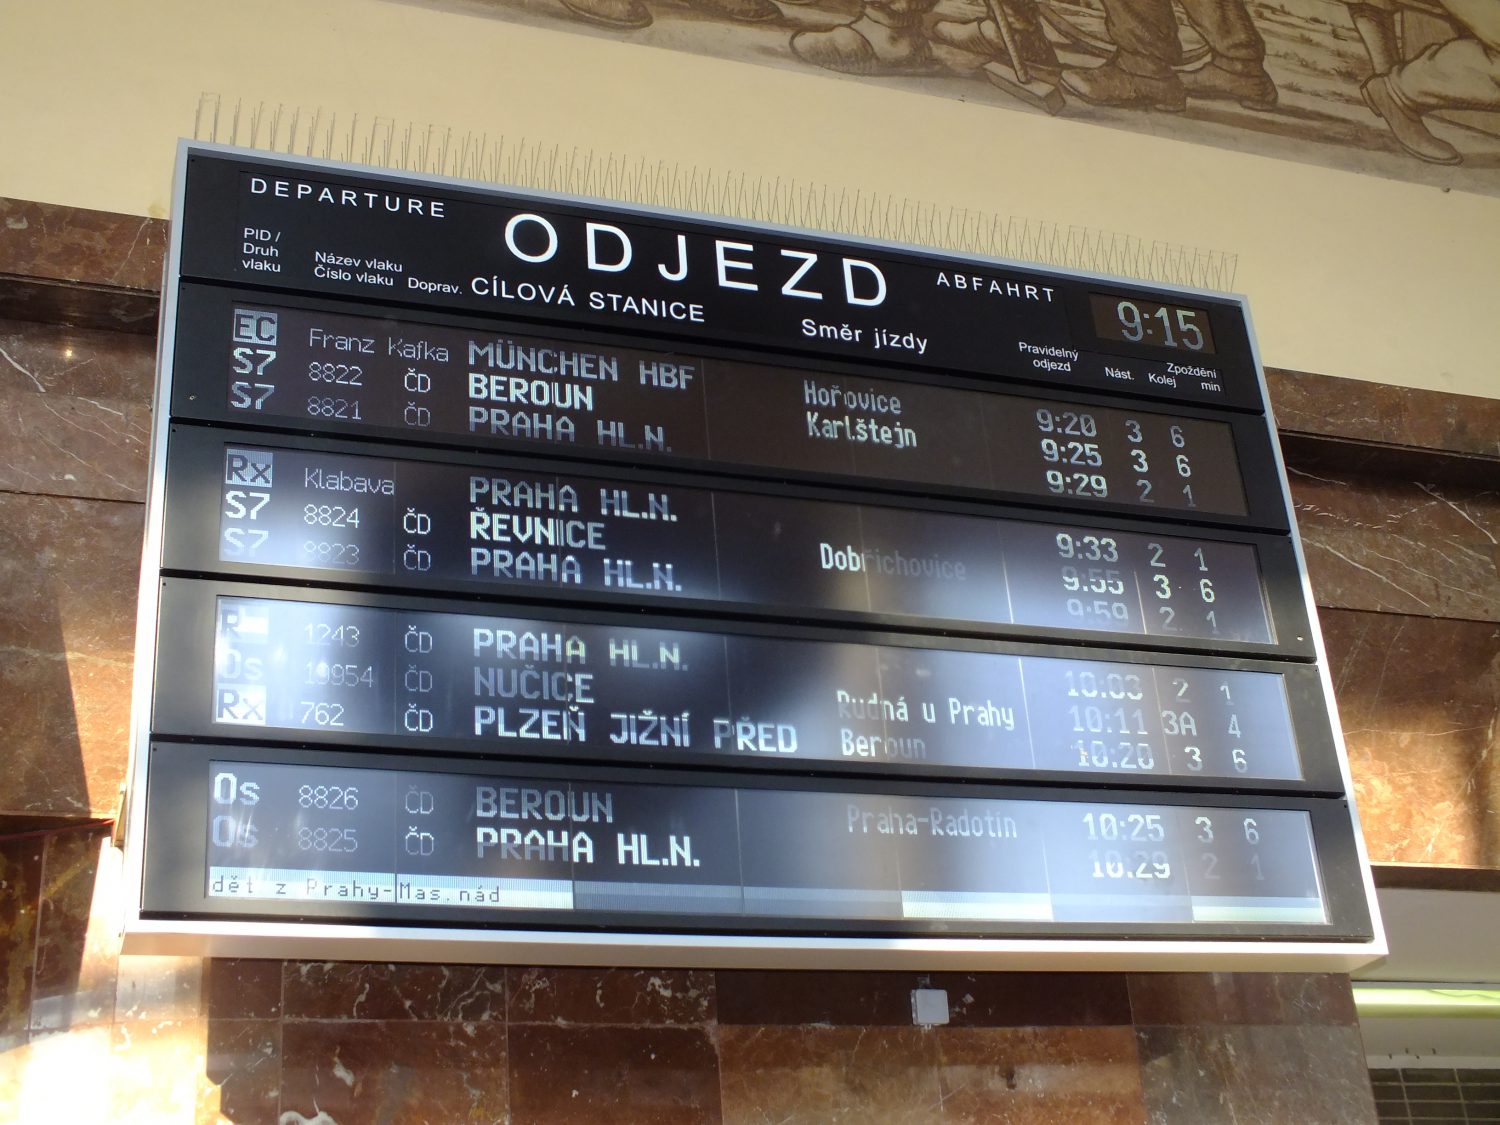 DEPARTURE ODJEZD ABFAHRT 9:15
PID / Druh vlaku Název vlaku Číslo vlaku Doprav. CÍLOVÁ STANICE Směr jízdy Pravidelný odjezd Nást. Kolej Zpoždění min
EC Franz Kafka MÜNCHEN HBF Hořovice 9:20 3 6
S7 8822 ČD BEROUN Karlštejn 9:25 3 6
S7 8821 ČD PRAHA HL.N. 9:29 2 1
Rx Klabava PRAHA HL.N. 9:33 2 1
S7 8824 ČD ŘEVNICE Dobřichovice 9:55 3 6
S7 8823 ČD PRAHA HL.N. 9:59 2 1
R 1243 ČD PRAHA HL.N. 10:03 2 1
Os 19954 ČD NUČICE Rudná u Prahy 10:11 3A 4
Rx 762 ČD PLZEŇ JIŽNÍ PŘED Beroun 10:20 3 6
Os 8826 ČD BEROUN Praha-Radotín 10:25 3 6
Os 8825 ČD PRAHA HL.N. 10:29 2 1
dět z Prahy-Mas.nád